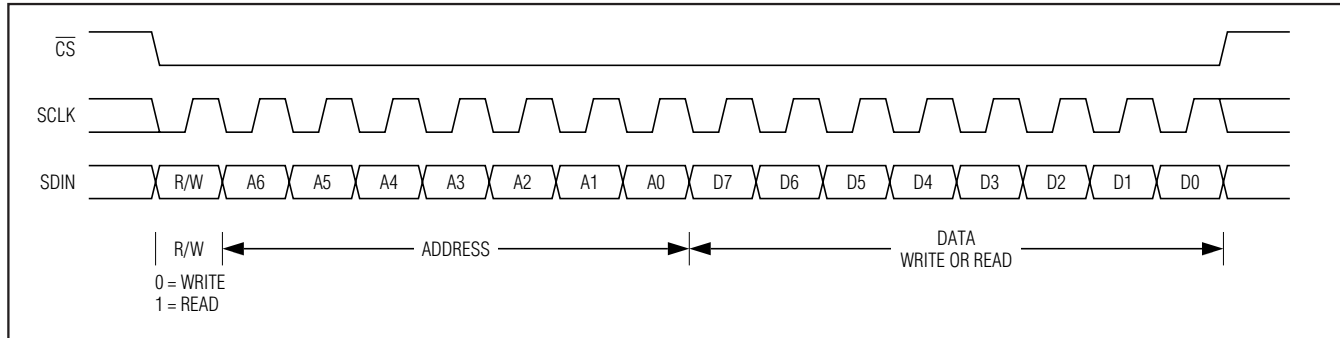 CS
SCLK
SDIN R/W A6 A5 A4 A3 A2 A1 A0 D7 D6 D5 D4 D3 D2 D1 D0
R/W ADDRESS DATA
WRITE OR READ
0 = WRITE
1 = READ